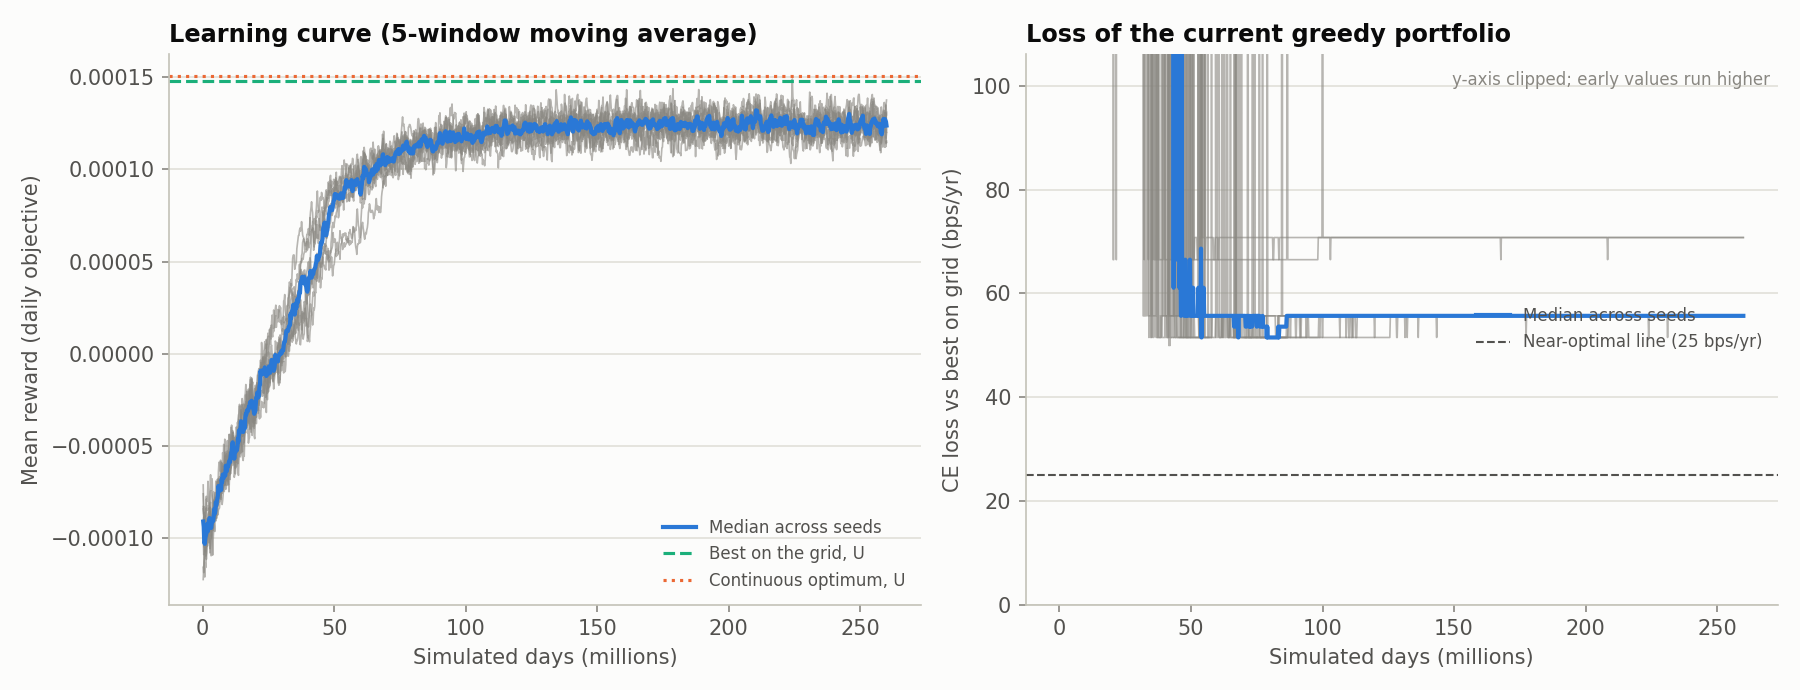 Learning curve (5-window moving average)
Mean reward (daily objective)
0.00015
0.00010
0.00005
0.00000
−0.00005
−0.00010
Median across seeds
Best on the grid, U
Continuous optimum, U
0 50 100 150 200 250
Simulated days (millions)
Loss of the current greedy portfolio
CE loss vs best on grid (bps/yr)
y-axis clipped; early values run higher
100
80
60
40
20
0
Median across seeds
Near-optimal line (25 bps/yr)
0 50 100 150 200 250
Simulated days (millions)